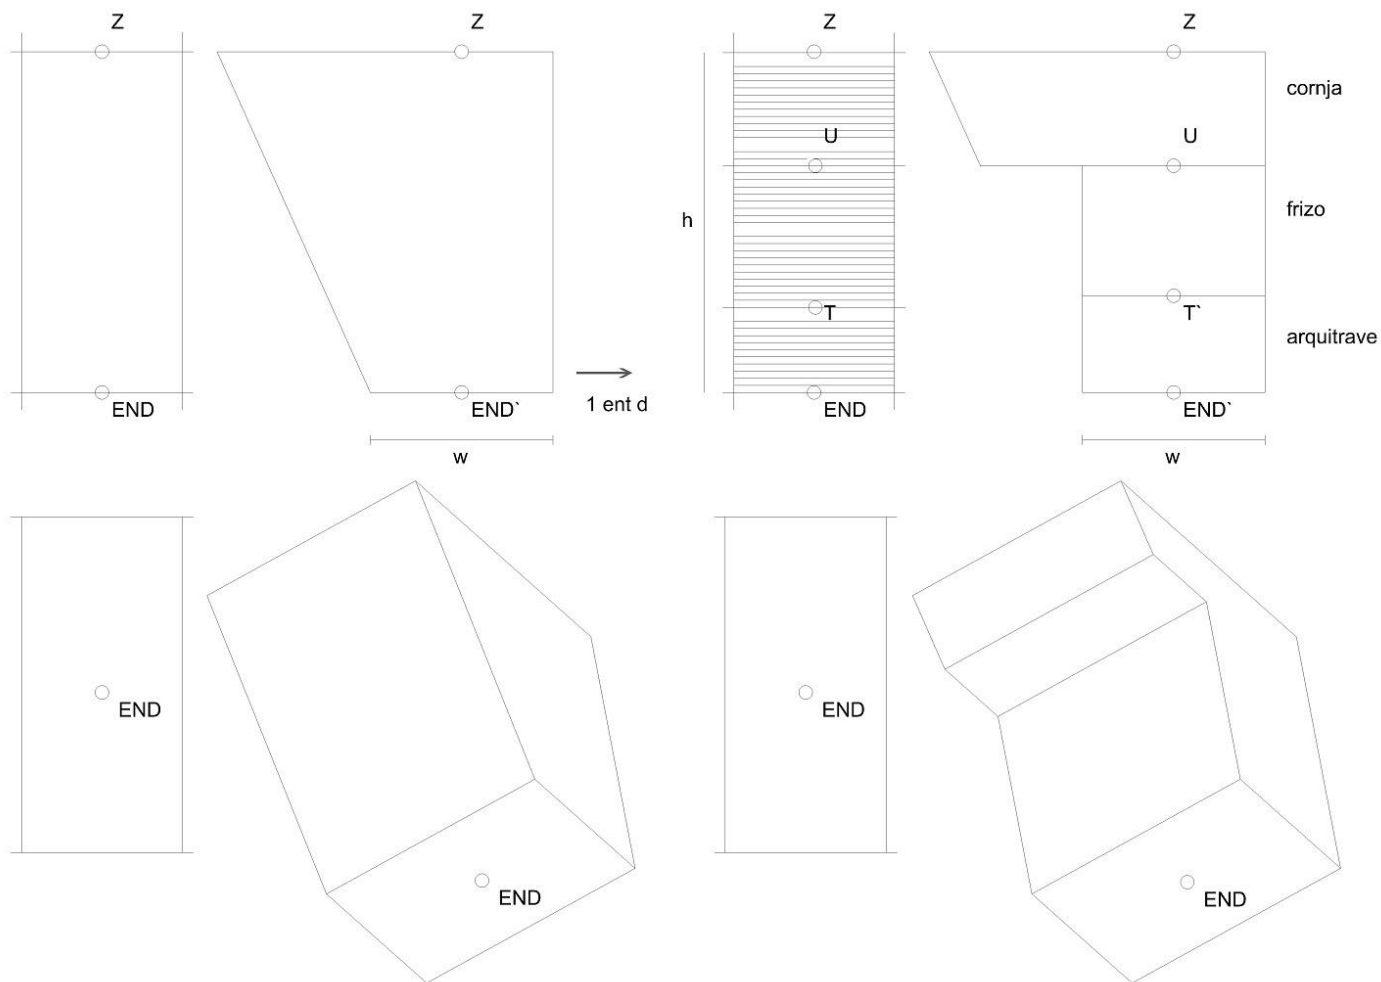 Z
Z
Z
Z
cornja
U
U
frizo
h
T
T`
arquitrave
END
END`
1 ent d
END
END`
w
w
END
END
END
END